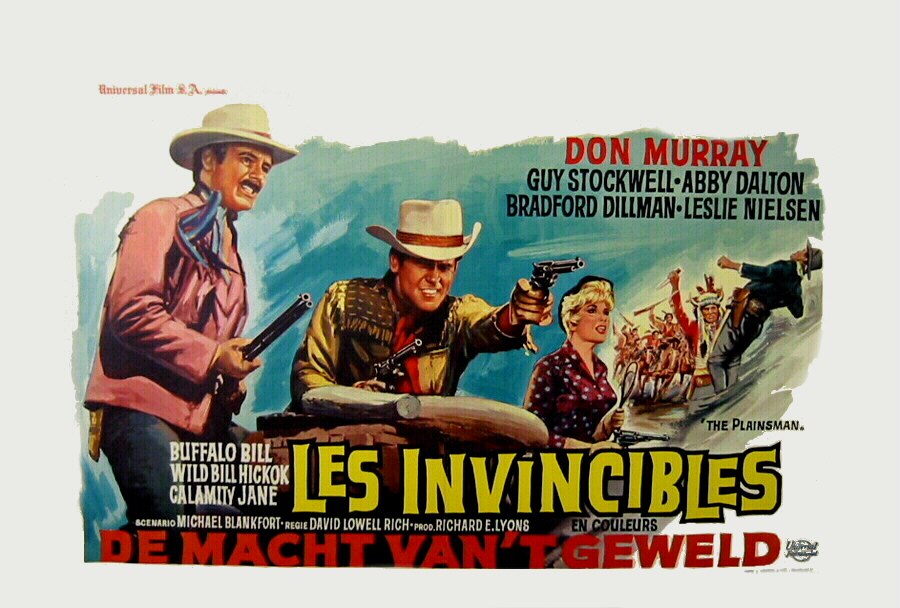 Universal Film S.A.
DON MURRAY
GUY STOCKWELL·ABBY DALTON
BRADFORD DILLMAN·LESLIE NIELSEN
'THE PLAINSMAN.
BUFFALO BILL
WILD BILL HICKOK
CALAMITY JANE
LES INVINCIBLES
SCENARIO MICHAEL BLANKFORT·REGIE DAVID LOWELL RICH·PROD. RICHARD E. LYONS
EN COULEURS
DE MACHT VAN'T GEWELD
Universal